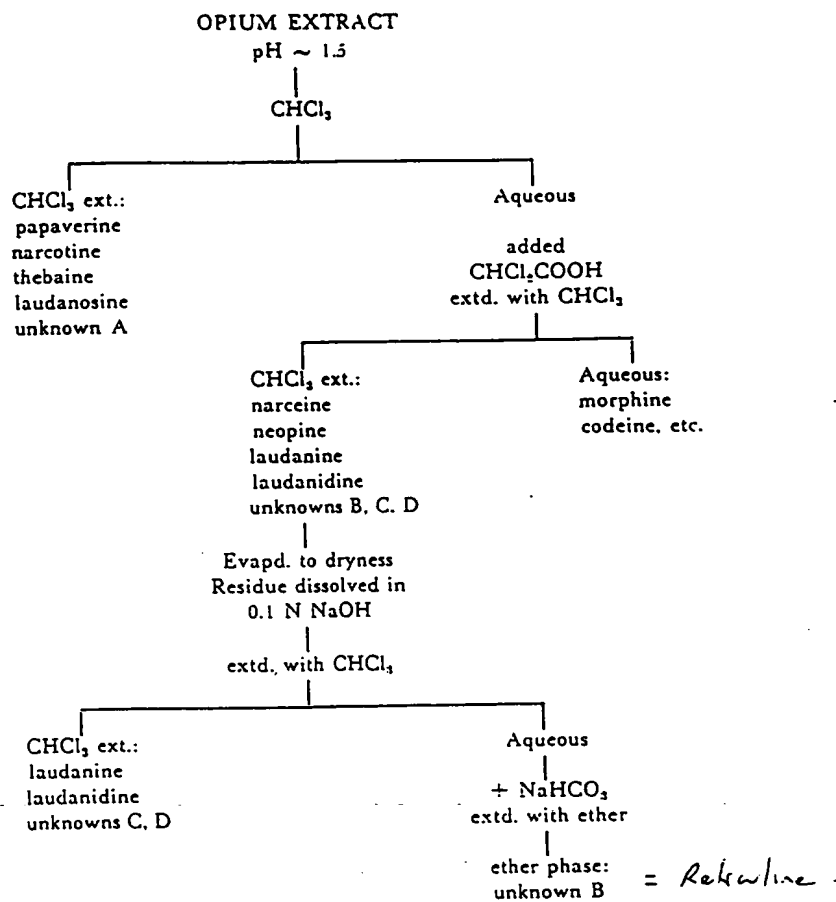 OPIUM EXTRACT
pH ~ 1.5
CHCl₃
CHCl₃ ext.:
papaverine
narcotine
thebaine
laudanosine
unknown A
Aqueous
added
CHCl₂COOH
extd. with CHCl₃
CHCl₃ ext.:
narceine
neopine
laudanine
laudanidine
unknowns B, C, D
Aqueous:
morphine
codeine, etc.
Evapd. to dryness
Residue dissolved in
0.1 N NaOH
extd. with CHCl₃
CHCl₃ ext.:
laudanine
laudanidine
unknowns C, D
Aqueous
+ NaHCO₃
extd. with ether
ether phase:
unknown B =